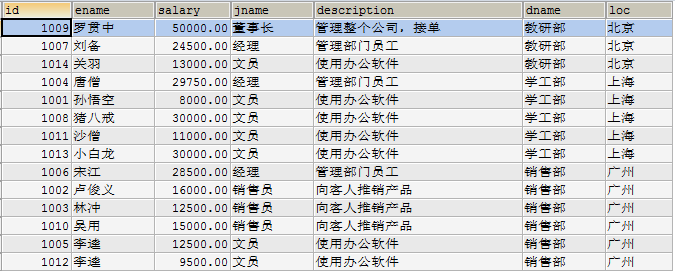 id ename salary jname description dname loc
1009 罗贯中 50000.00 董事长 管理整个公司，接单 教研部 北京
1007 刘备 24500.00 经理 管理部门员工 教研部 北京
1014 关羽 13000.00 文员 使用办公软件 教研部 北京
1004 唐僧 29750.00 经理 管理部门员工 学工部 上海
1001 孙悟空 8000.00 文员 使用办公软件 学工部 上海
1008 猪八戒 30000.00 文员 使用办公软件 学工部 上海
1011 沙僧 11000.00 文员 使用办公软件 学工部 上海
1013 小白龙 30000.00 文员 使用办公软件 学工部 上海
1006 宋江 28500.00 经理 管理部门员工 销售部 广州
1002 卢俊义 16000.00 销售员 向客人推销产品 销售部 广州
1003 林冲 12500.00 销售员 向客人推销产品 销售部 广州
1010 吴用 15000.00 销售员 向客人推销产品 销售部 广州
1005 李逵 12500.00 文员 使用办公软件 销售部 广州
1012 李逵 9500.00 文员 使用办公软件 销售部 广州